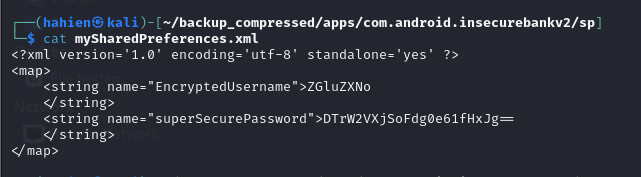 (hahien㉿kali)-[~/backup_compressed/apps/com.android.insecurebankv2/sp]
$ cat mySharedPreferences.xml
<?xml version='1.0' encoding='utf-8' standalone='yes' ?>
<map>
    <string name="EncryptedUsername">ZGluZXNo
    </string>
    <string name="superSecurePassword">DTrW2VXjSoFdg0e61fHxJg==
    </string>
</map>